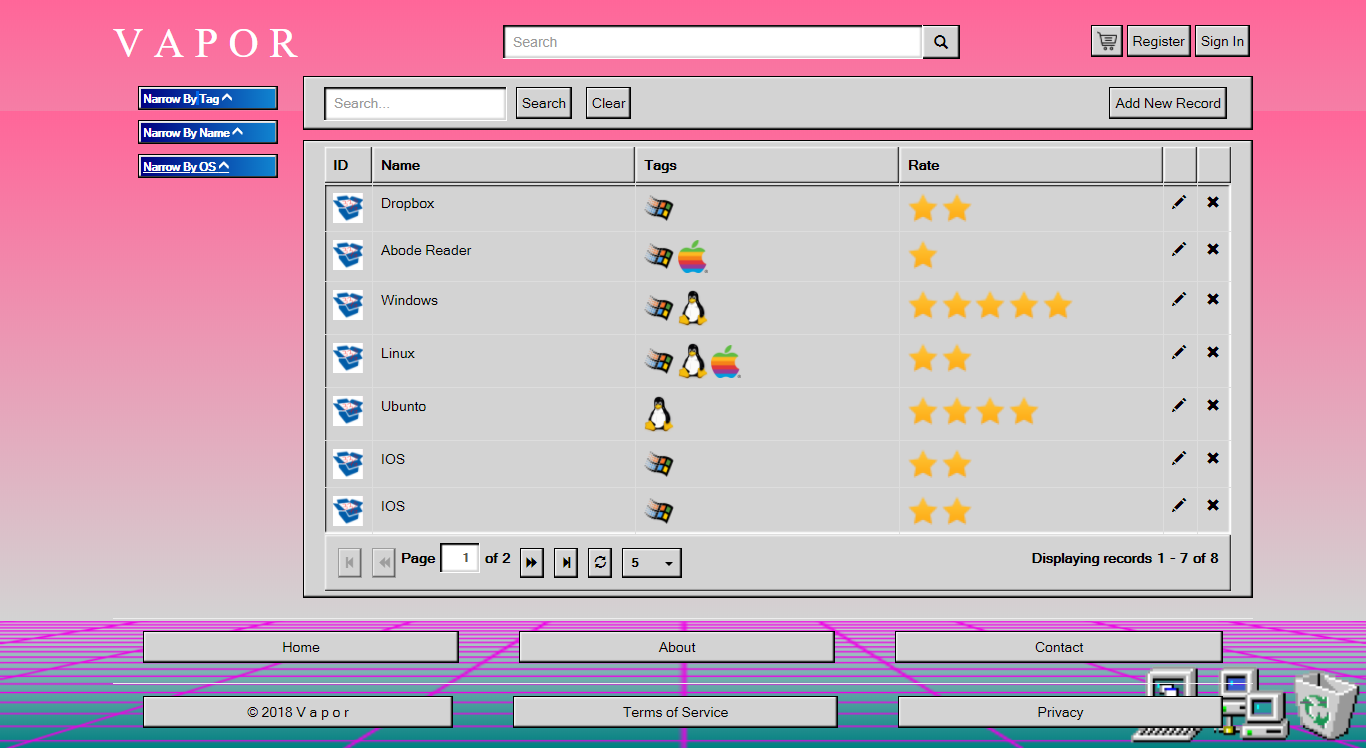 V A P O R
Search
Register
Sign In
Narrow By Tag
Narrow By Name
Narrow By OS
Search...
Search
Clear
Add New Record
ID Name Tags Rate
Dropbox
Abode Reader
Windows
Linux
Ubunto
IOS
IOS
Page 1 of 2 5 Displaying records 1 - 7 of 8
Home About Contact
© 2018 V a p o r Terms of Service Privacy